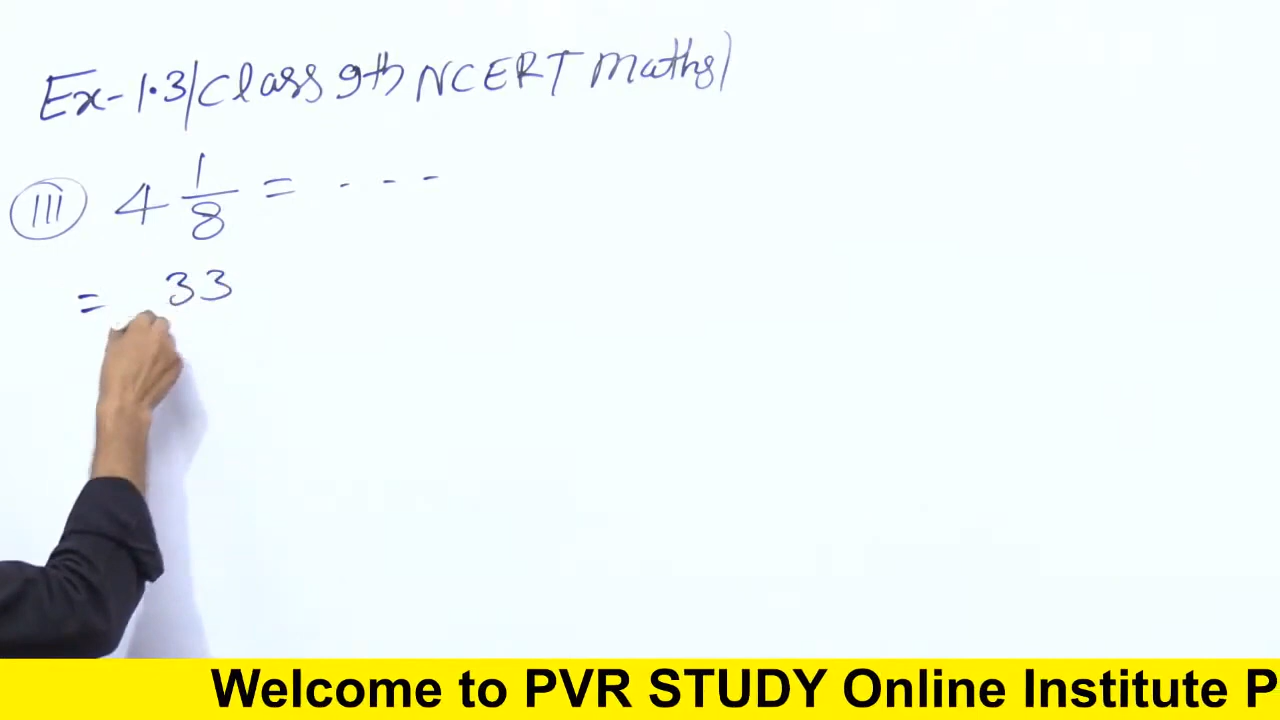 Ex-1.3/Class 9th NCERT Maths)
(III) 4 1/8 = - - -
= 33
Welcome to PVR STUDY Online Institute P